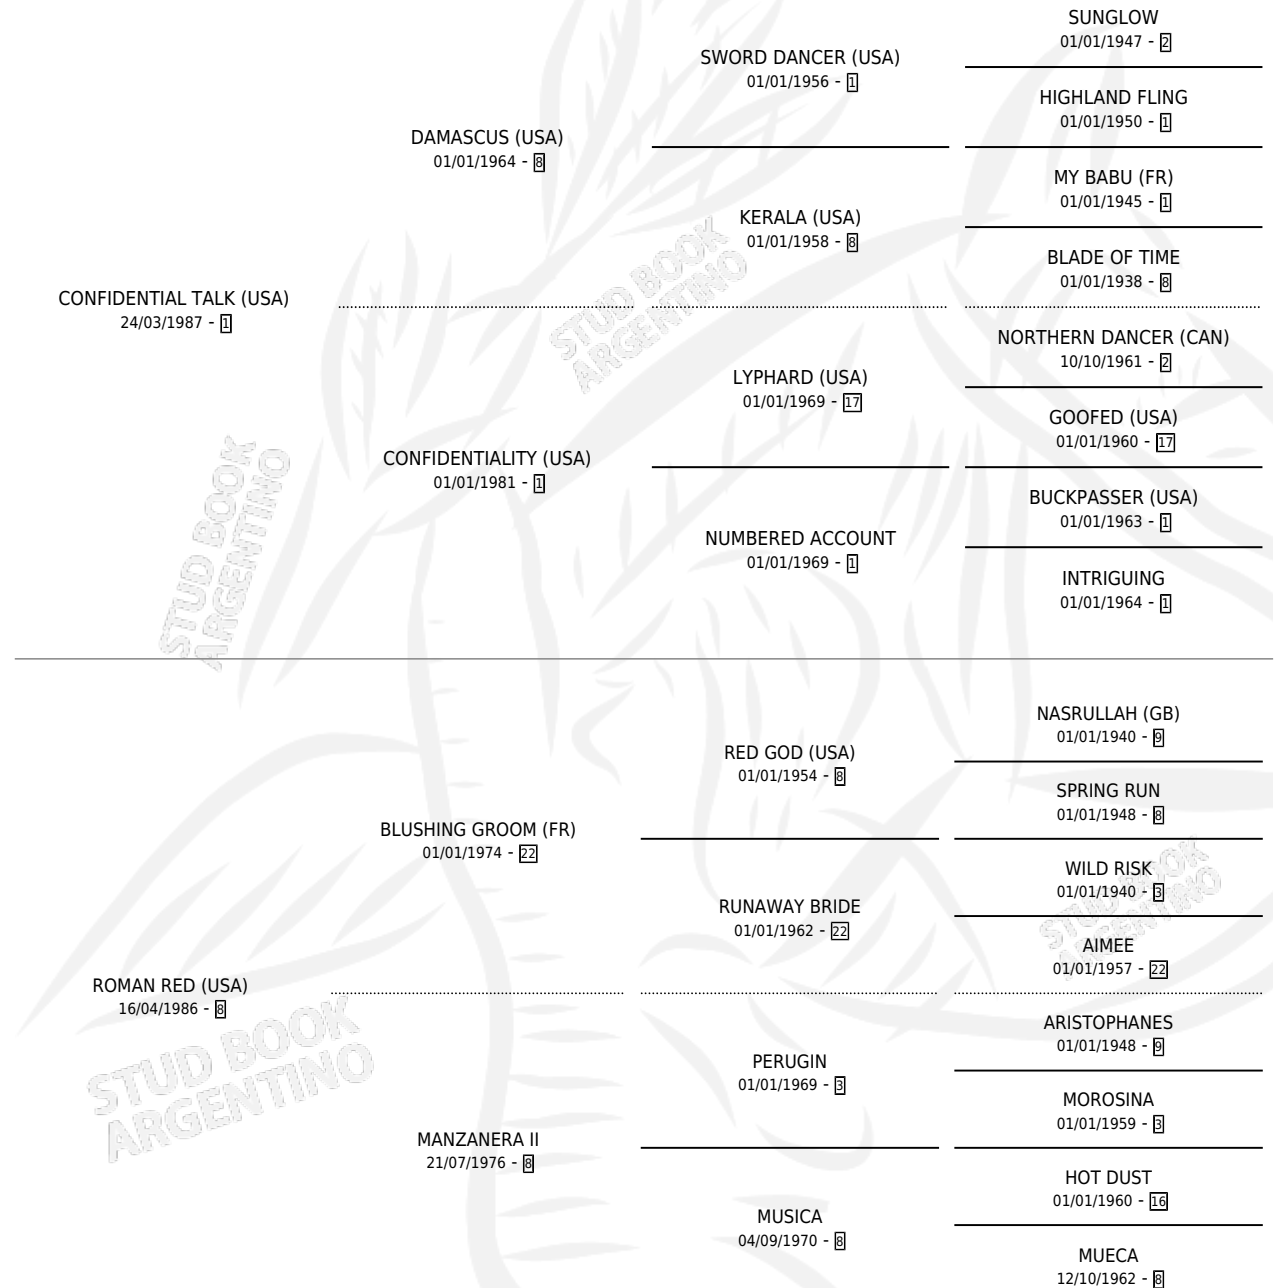 SUNGLOW
01/01/1947 - 2
SWORD DANCER (USA)
01/01/1956 - 1
HIGHLAND FLING
01/01/1950 - 1
DAMASCUS (USA)
01/01/1964 - 8
MY BABU (FR)
01/01/1945 - 1
KERALA (USA)
01/01/1958 - 8
BLADE OF TIME
01/01/1938 - 8
CONFIDENTIAL TALK (USA)
24/03/1987 - 1
NORTHERN DANCER (CAN)
10/10/1961 - 2
LYPHARD (USA)
01/01/1969 - 17
GOOFED (USA)
01/01/1960 - 17
CONFIDENTIALITY (USA)
01/01/1981 - 1
BUCKPASSER (USA)
01/01/1963 - 1
NUMBERED ACCOUNT
01/01/1969 - 1
INTRIGUING
01/01/1964 - 1
NASRULLAH (GB)
01/01/1940 - 9
RED GOD (USA)
01/01/1954 - 8
SPRING RUN
01/01/1948 - 8
BLUSHING GROOM (FR)
01/01/1974 - 22
WILD RISK
01/01/1940 - 3
RUNAWAY BRIDE
01/01/1962 - 22
AIMEE
01/01/1957 - 22
ROMAN RED (USA)
16/04/1986 - 8
ARISTOPHANES
01/01/1948 - 9
PERUGIN
01/01/1969 - 3
MOROSINA
01/01/1959 - 3
MANZANERA II
21/07/1976 - 8
HOT DUST
01/01/1960 - 16
MUSICA
04/09/1970 - 8
MUECA
12/10/1962 - 8
STUD BOOK
ARGENTINO
STUD BOOK
ARGENTINO
STUD BOOK
ARGENTINO
STUD BOOK
ARGENTINO